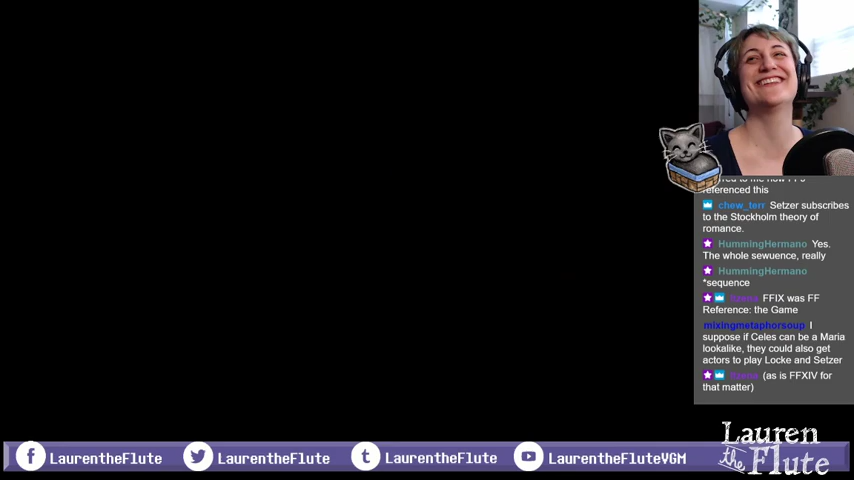 referenced this
chew_terr Setzer subscribes
to the Stockholm theory of
romance.
HummingHermano Yes.
The whole sewuence, really
HummingHermano
*sequence
FFIX was FF
Reference: the Game
mixingmetaphorsoup I
suppose if Celes can be a Maria
lookalike, they could also get
actors to play Locke and Setzer
(as is FFXIV for
that matter)
Lauren
the Flute
LaurentheFlute
LaurentheFlute
LaurentheFlute
LaurentheFluteVGM